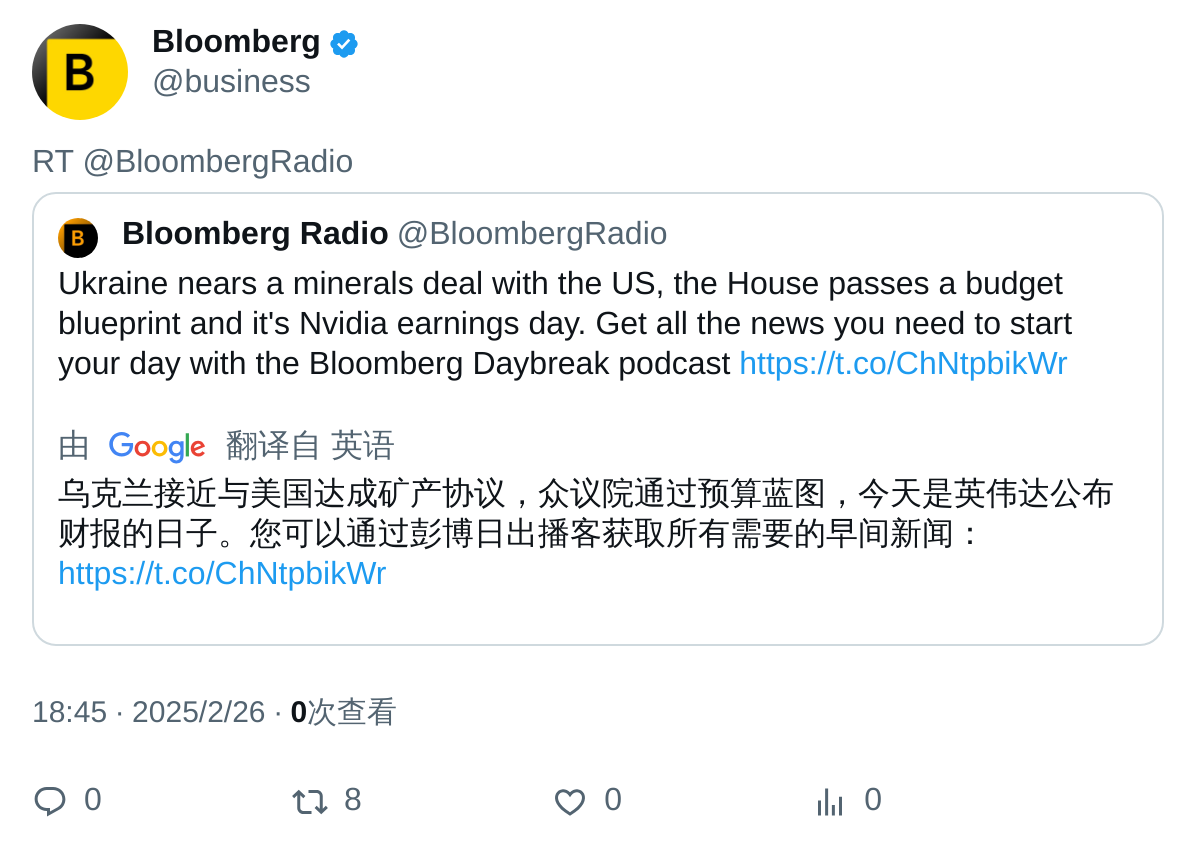 Bloomberg
@business
B
RT @BloombergRadio
B
Bloomberg Radio @BloombergRadio
Ukraine nears a minerals deal with the US, the House passes a budget
blueprint and it's Nvidia earnings day. Get all the news you need to start
your day with the Bloomberg Daybreak podcast https://t.co/ChNtpbikWr
由 Google 翻译自 英语
乌克兰接近与美国达成矿产协议，众议院通过预算蓝图，今天是英伟达公布
财报的日子。您可以通过彭博日出播客获取所有需要的早间新闻：
https://t.co/ChNtpbikWr
18:45 · 2025/2/26 · 0次查看
0 8 0 0